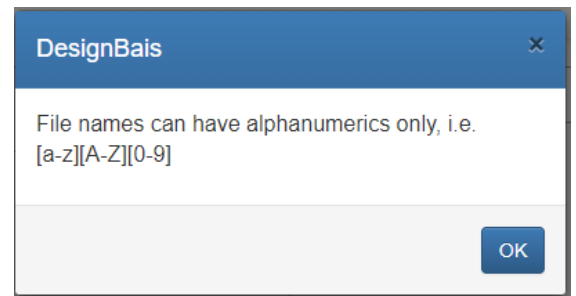 DesignBais ×
File names can have alphanumerics only, i.e.
[a-z][A-Z][0-9]
OK